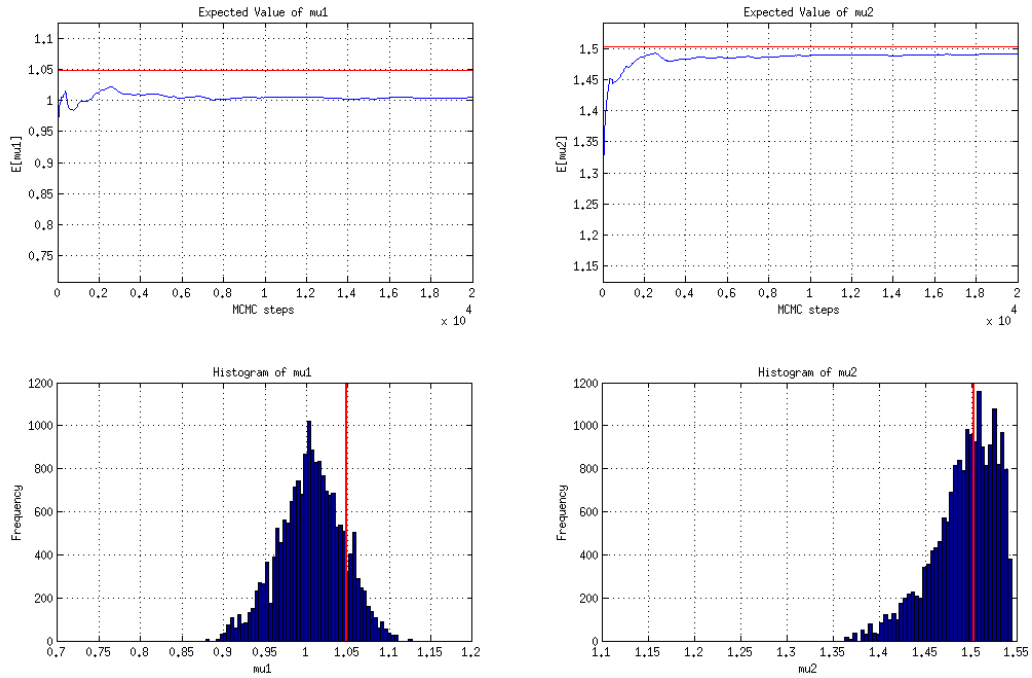 Expected Value of mu1
1.1
1.05
1
0.95
0.9
0.85
0.8
0.75
E[mu1]
0 0.2 0.4 0.6 0.8 1 1.2 1.4 1.6 1.8 2
MCMC steps
x 10
4
Expected Value of mu2
1.5
1.45
1.4
1.35
1.3
1.25
1.2
1.15
E[mu2]
0 0.2 0.4 0.6 0.8 1 1.2 1.4 1.6 1.8 2
MCMC steps
x 10
4
Histogram of mu1
1200
1000
800
600
400
200
0
Frequency
0.7 0.75 0.8 0.85 0.9 0.95 1 1.05 1.1 1.15 1.2
mu1
Histogram of mu2
1200
1000
800
600
400
200
0
Frequency
1.1 1.15 1.2 1.25 1.3 1.35 1.4 1.45 1.5 1.55
mu2